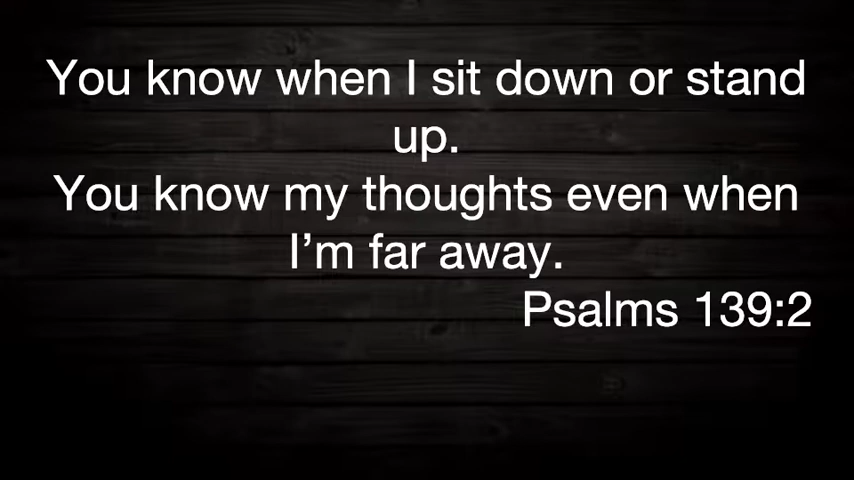 You know when I sit down or stand
up.
You know my thoughts even when
I’m far away.
Psalms 139:2